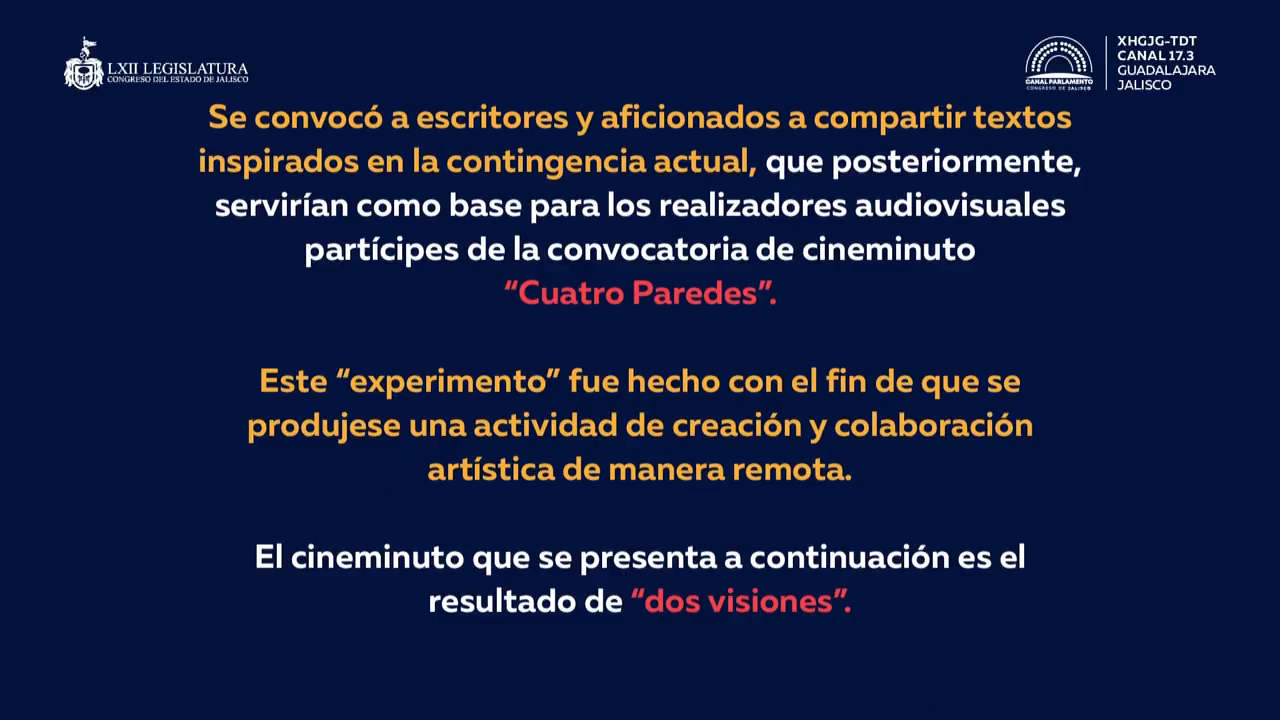 LXII LEGISLATURA
CONGRESO DEL ESTADO DE JALISCO
CANAL PARLAMENTO
CONGRESO DE JALISCO
XHGJG-TDT
CANAL 17.3
GUADALAJARA
JALISCO
Se convocó a escritores y aficionados a compartir textos
inspirados en la contingencia actual, que posteriormente,
servirían como base para los realizadores audiovisuales
partícipes de la convocatoria de cineminuto
“Cuatro Paredes”.
Este “experimento” fue hecho con el fin de que se
produjese una actividad de creación y colaboración
artística de manera remota.
El cineminuto que se presenta a continuación es el
resultado de “dos visiones”.